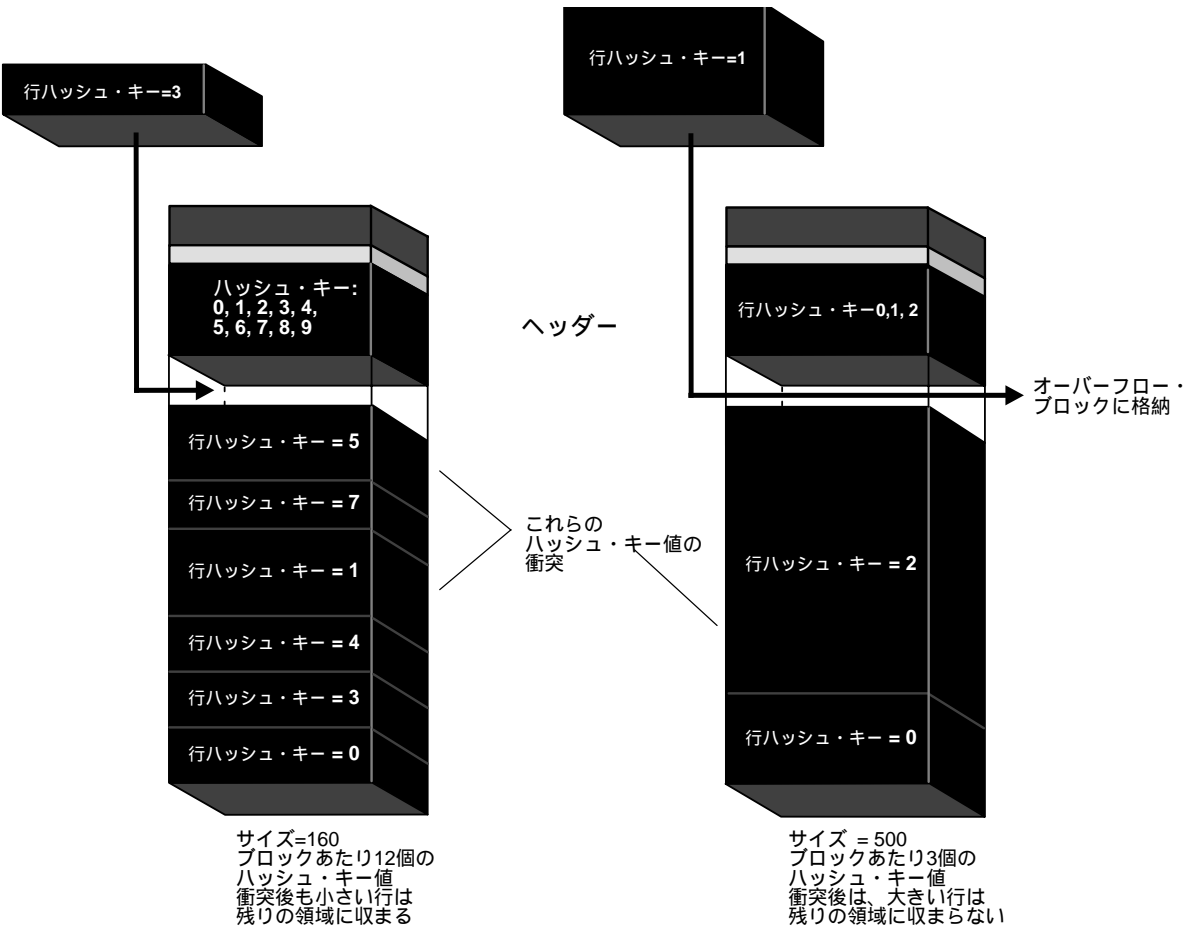 行ハッシュ・キー=3
行ハッシュ・キー=1
ハッシュ・キー:
0, 1, 2, 3, 4,
5, 6, 7, 8, 9
ヘッダー
行ハッシュ・キー0,1, 2
オーバーフロー・
ブロックに格納
行ハッシュ・キー = 5
行ハッシュ・キー = 7
行ハッシュ・キー = 1
行ハッシュ・キー = 4
行ハッシュ・キー = 3
行ハッシュ・キー = 0
これらの
ハッシュ・キー値の
衝突
行ハッシュ・キー = 2
行ハッシュ・キー = 0
サイズ=160
ブロックあたり12個の
ハッシュ・キー値
衝突後も小さい行は
残りの領域に収まる
サイズ = 500
ブロックあたり3個の
ハッシュ・キー値
衝突後は、大きい行は
残りの領域に収まらない